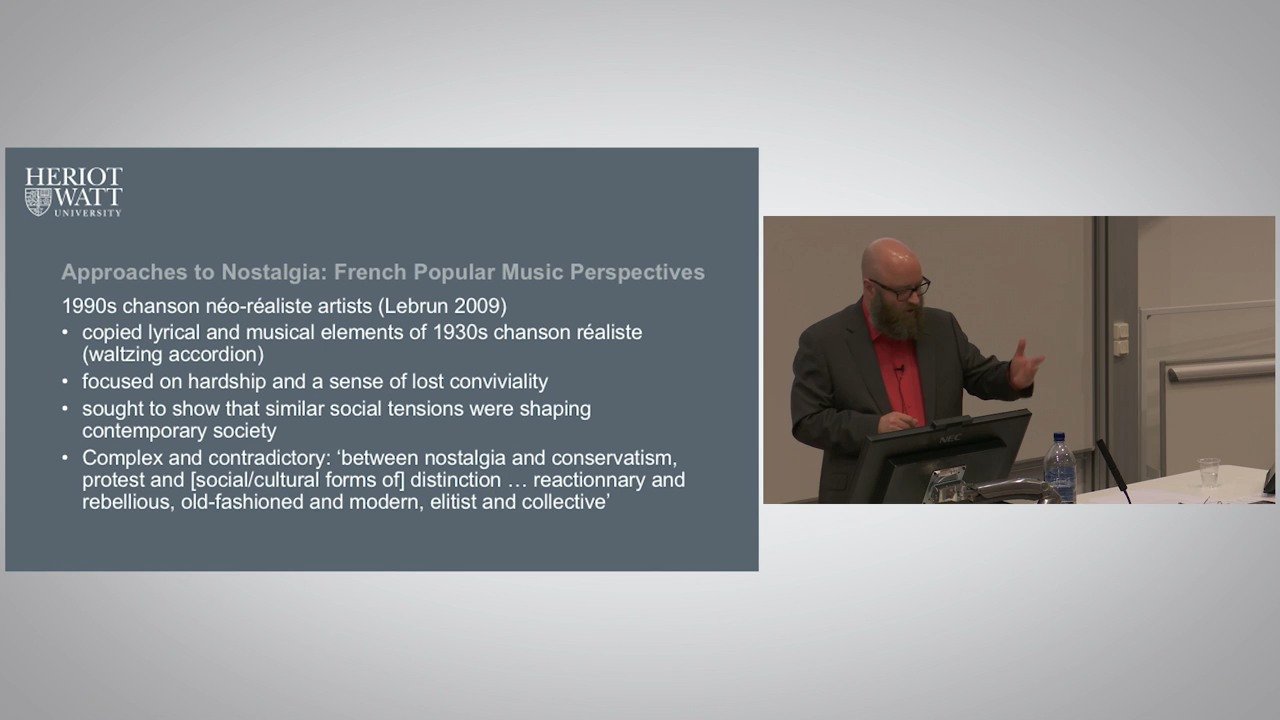 HERIOT
WATT
UNIVERSITY
Approaches to Nostalgia: French Popular Music Perspectives
1990s chanson néo-réaliste artists (Lebrun 2009)
• copied lyrical and musical elements of 1930s chanson réaliste
(waltzing accordion)
• focused on hardship and a sense of lost conviviality
• sought to show that similar social tensions were shaping
contemporary society
• Complex and contradictory: ‘between nostalgia and conservatism,
protest and [social/cultural forms of] distinction … reactionnary and
rebellious, old-fashioned and modern, elitist and collective’
NEC